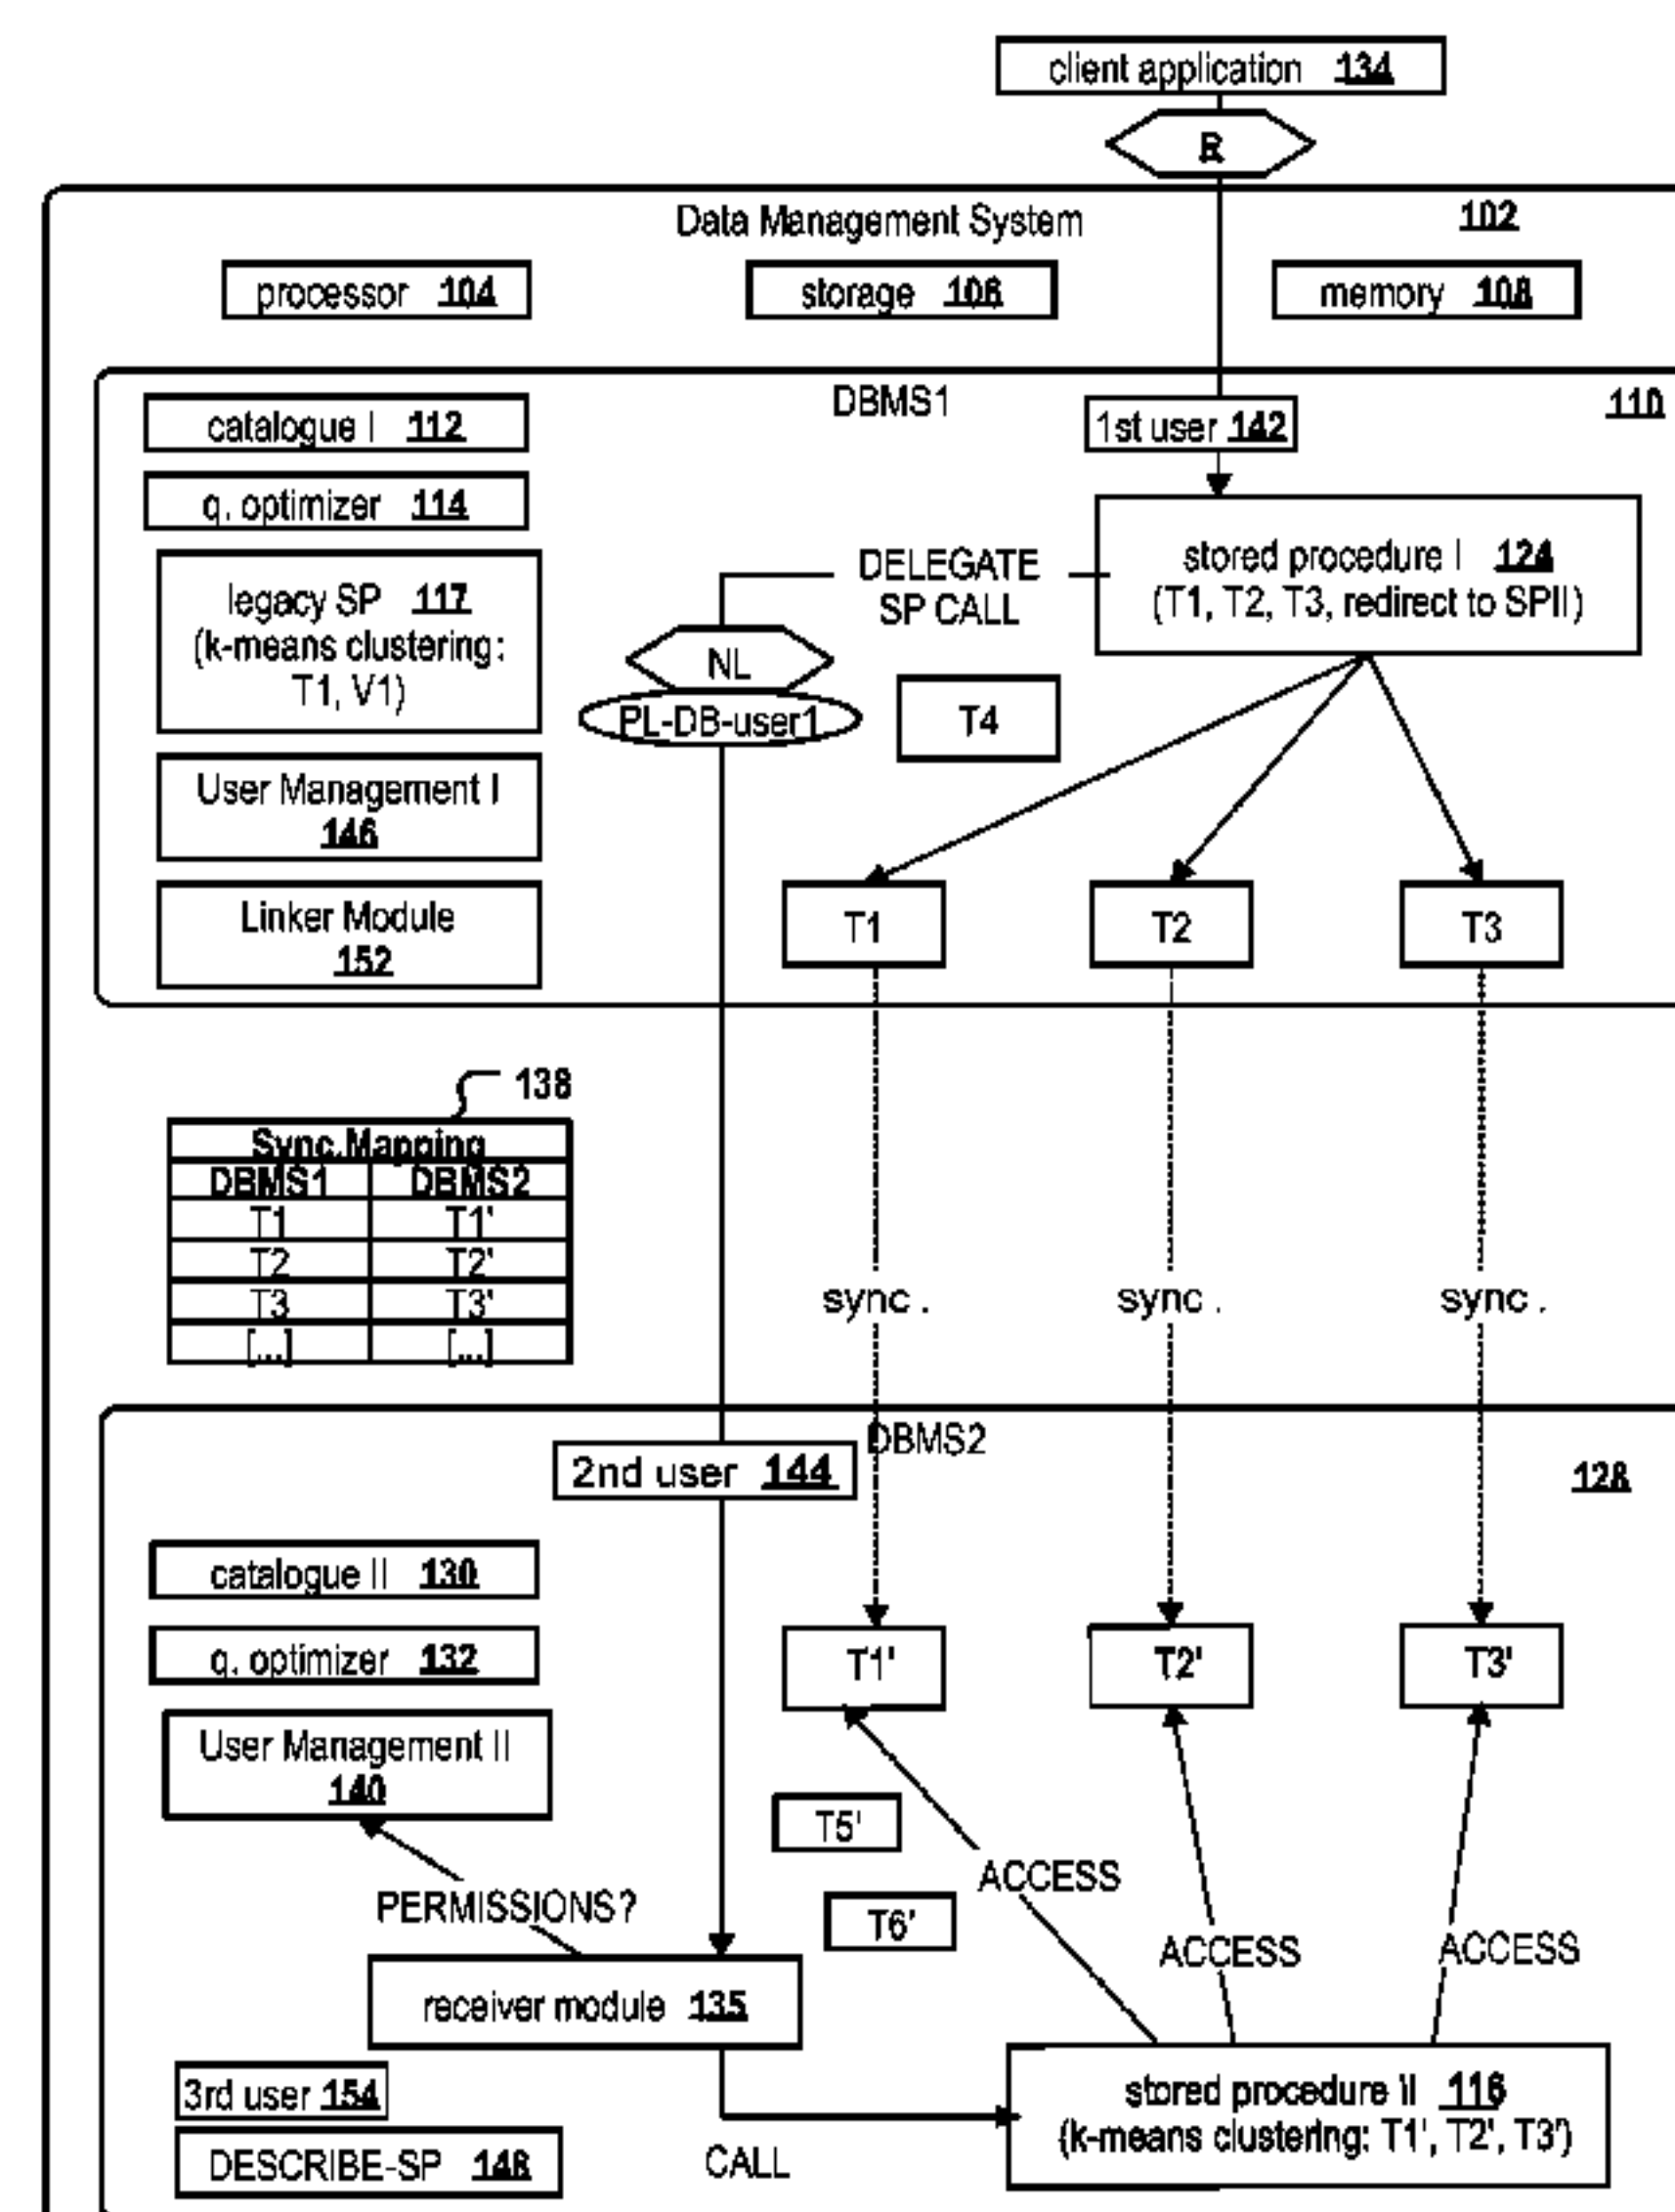 client application 134
R
Data Management System 102
processor 104
storage 106
memory 108
DBMS1
110
catalogue I 112
1st user 142
q. optimizer 114
DELEGATE
SP CALL
stored procedure I 124
(T1, T2, T3, redirect to SPII)
legacy SP 117
(k-means clustering:
T1, V1)
NL
PL-DB-user1
T4
User Management I
146
Linker Module
152
T1
T2
T3
138
Sync.Mapping
DBMS1 DBMS2
T1 T1'
T2 T2'
T3 T3'
[...] [...]
sync .
sync .
sync .
DBMS2
2nd user 144
128
catalogue II 130
q. optimizer 132
T1'
T2'
T3'
User Management II
140
T5'
ACCESS
PERMISSIONS?
T6'
ACCESS
ACCESS
receiver module 135
3rd user 154
stored procedure II 116
(k-means clustering: T1', T2', T3')
DESCRIBE-SP 148
CALL